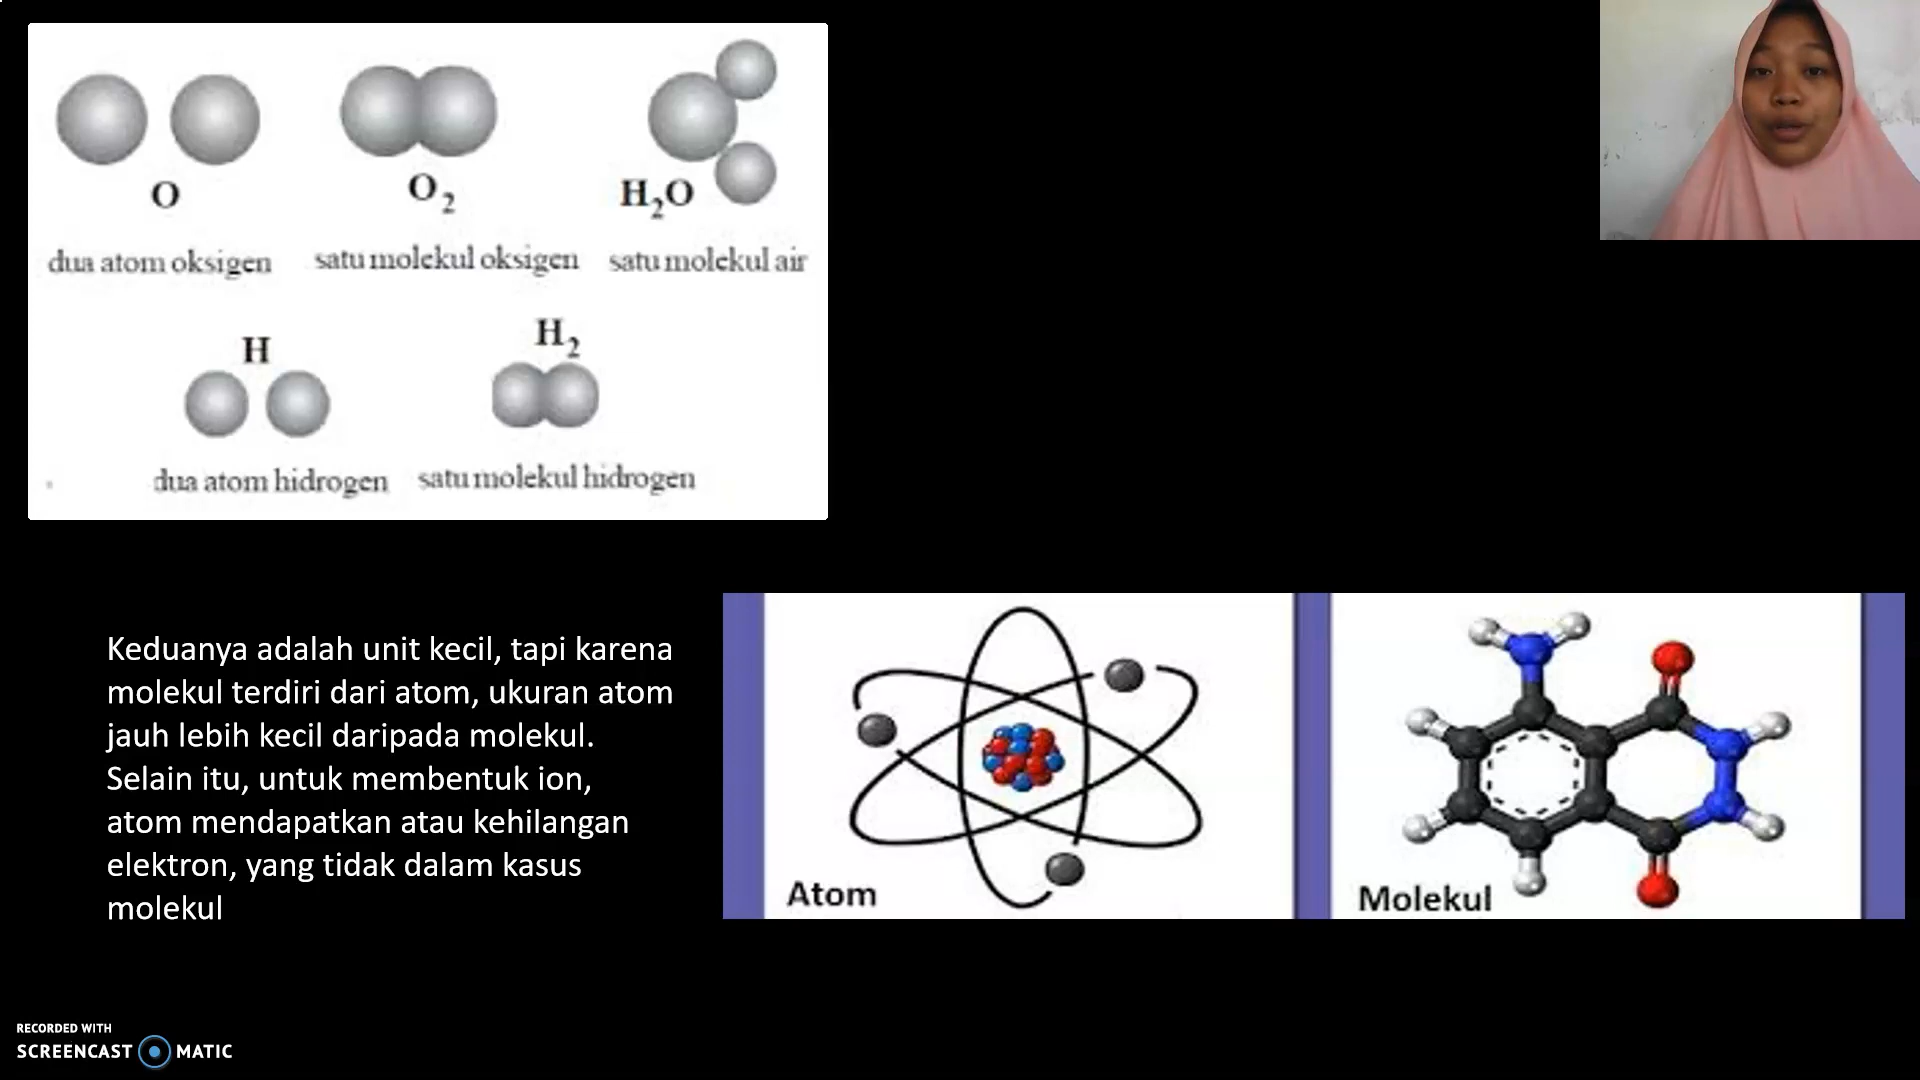 O
O2
H2O
dua atom oksigen
satu molekul oksigen
satu molekul air
H
H2
dua atom hidrogen
satu molekul hidrogen
Keduanya adalah unit kecil, tapi karena
molekul terdiri dari atom, ukuran atom
jauh lebih kecil daripada molekul.
Selain itu, untuk membentuk ion,
atom mendapatkan atau kehilangan
elektron, yang tidak dalam kasus
molekul
Atom
Molekul
RECORDED WITH
SCREENCAST MATIC